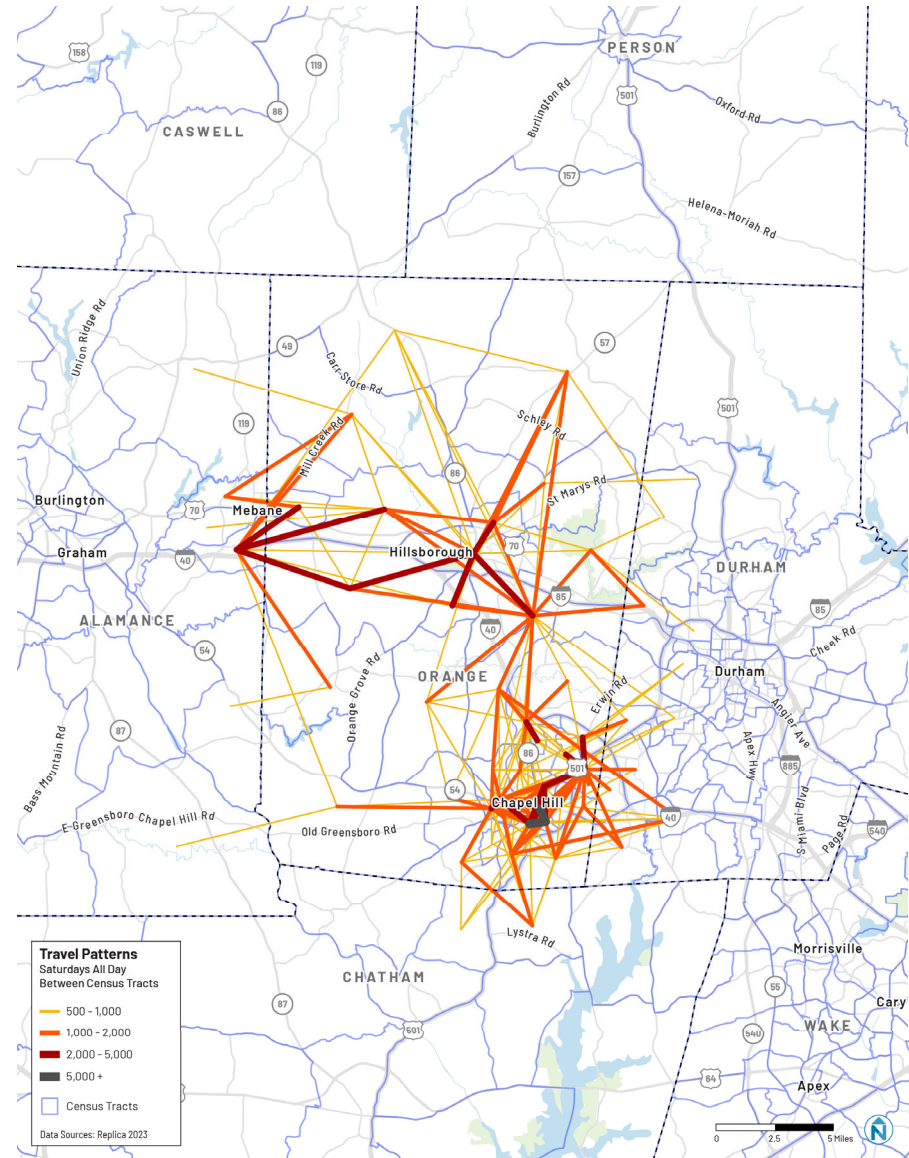 PERSON
158
119
501
86
Burlington Rd
Oxford Rd
CASWELL
157
Helena-Moriah Rd
Union Ridge Rd
49
57
Carr-Store Rd
501
119
Schley Rd
Mill Creek Rd
86
St Marys Rd
Burlington
70
Mebane
Graham
40
Hillsborough
70
DURHAM
85
85
ALAMANCE
40
Cheek Rd
54
Orange Grove Rd
ORANGE
Durham
Erwin Rd
Angier Ave
87
86
Apex Hwy
885
Bass Mountain Rd
501
54
Chapel Hill
E Greensboro Chapel Hill Rd
Old Greensboro Rd
40
S Miami Blvd
Page Rd
540
Lystra Rd
Morrisville
CHATHAM
55
87
Cary
501
540
WAKE
64
Apex
Travel Patterns
Saturdays All Day
Between Census Tracts
500 - 1,000
1,000 - 2,000
2,000 - 5,000
5,000 +
Census Tracts
Data Sources: Replica 2023
0 2.5 5 Miles
N